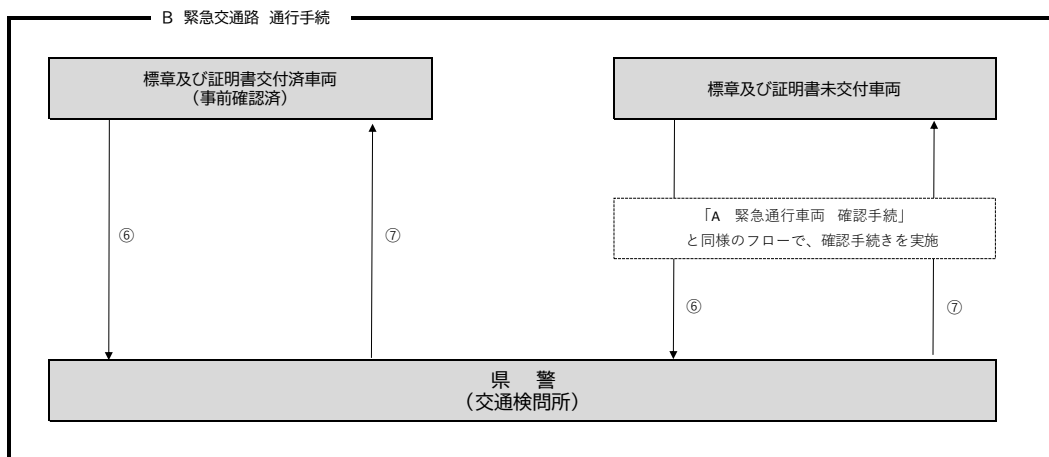 B 緊急交通路 通行手続
標章及び証明書交付済車両
（事前確認済）
標章及び証明書未交付車両
「A 緊急通行車両 確認手続」
と同様のフローで、確認手続きを実施
⑥
⑦
⑥
⑦
県 警
（交通検問所）